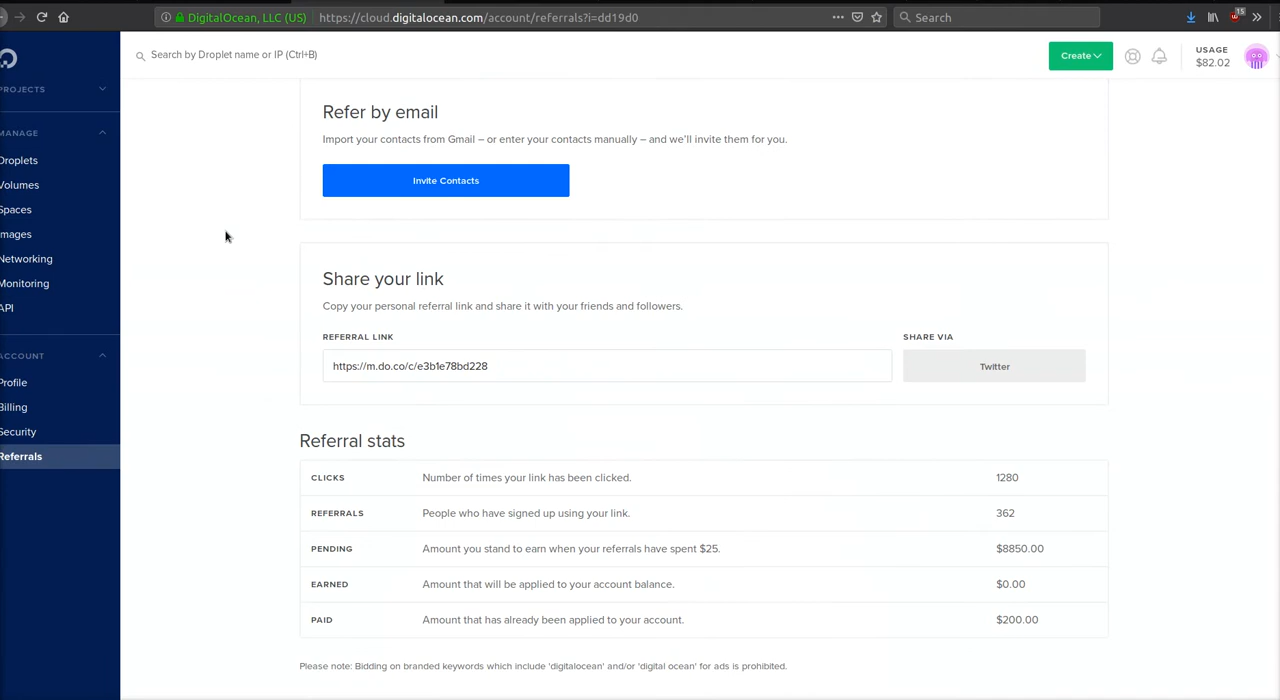 DigitalOcean, LLC (US) https://cloud.digitalocean.com/account/referrals?i=dd19d0 Search 15
Search by Droplet name or IP (Ctrl+B) Create USAGE
$82.02
PROJECTS
MANAGE
Droplets
Volumes
Spaces
Images
Networking
Monitoring
API
ACCOUNT
Profile
Billing
Security
Referrals
Refer by email
Import your contacts from Gmail – or enter your contacts manually – and we'll invite them for you.
Invite Contacts
Share your link
Copy your personal referral link and share it with your friends and followers.
REFERRAL LINK SHARE VIA
https://m.do.co/c/e3b1e78bd228 Twitter
Referral stats
CLICKS Number of times your link has been clicked. 1280
REFERRALS People who have signed up using your link. 362
PENDING Amount you stand to earn when your referrals have spent $25. $8850.00
EARNED Amount that will be applied to your account balance. $0.00
PAID Amount that has already been applied to your account. $200.00
Please note: Bidding on branded keywords which include 'digitalocean' and/or 'digital ocean' for ads is prohibited.